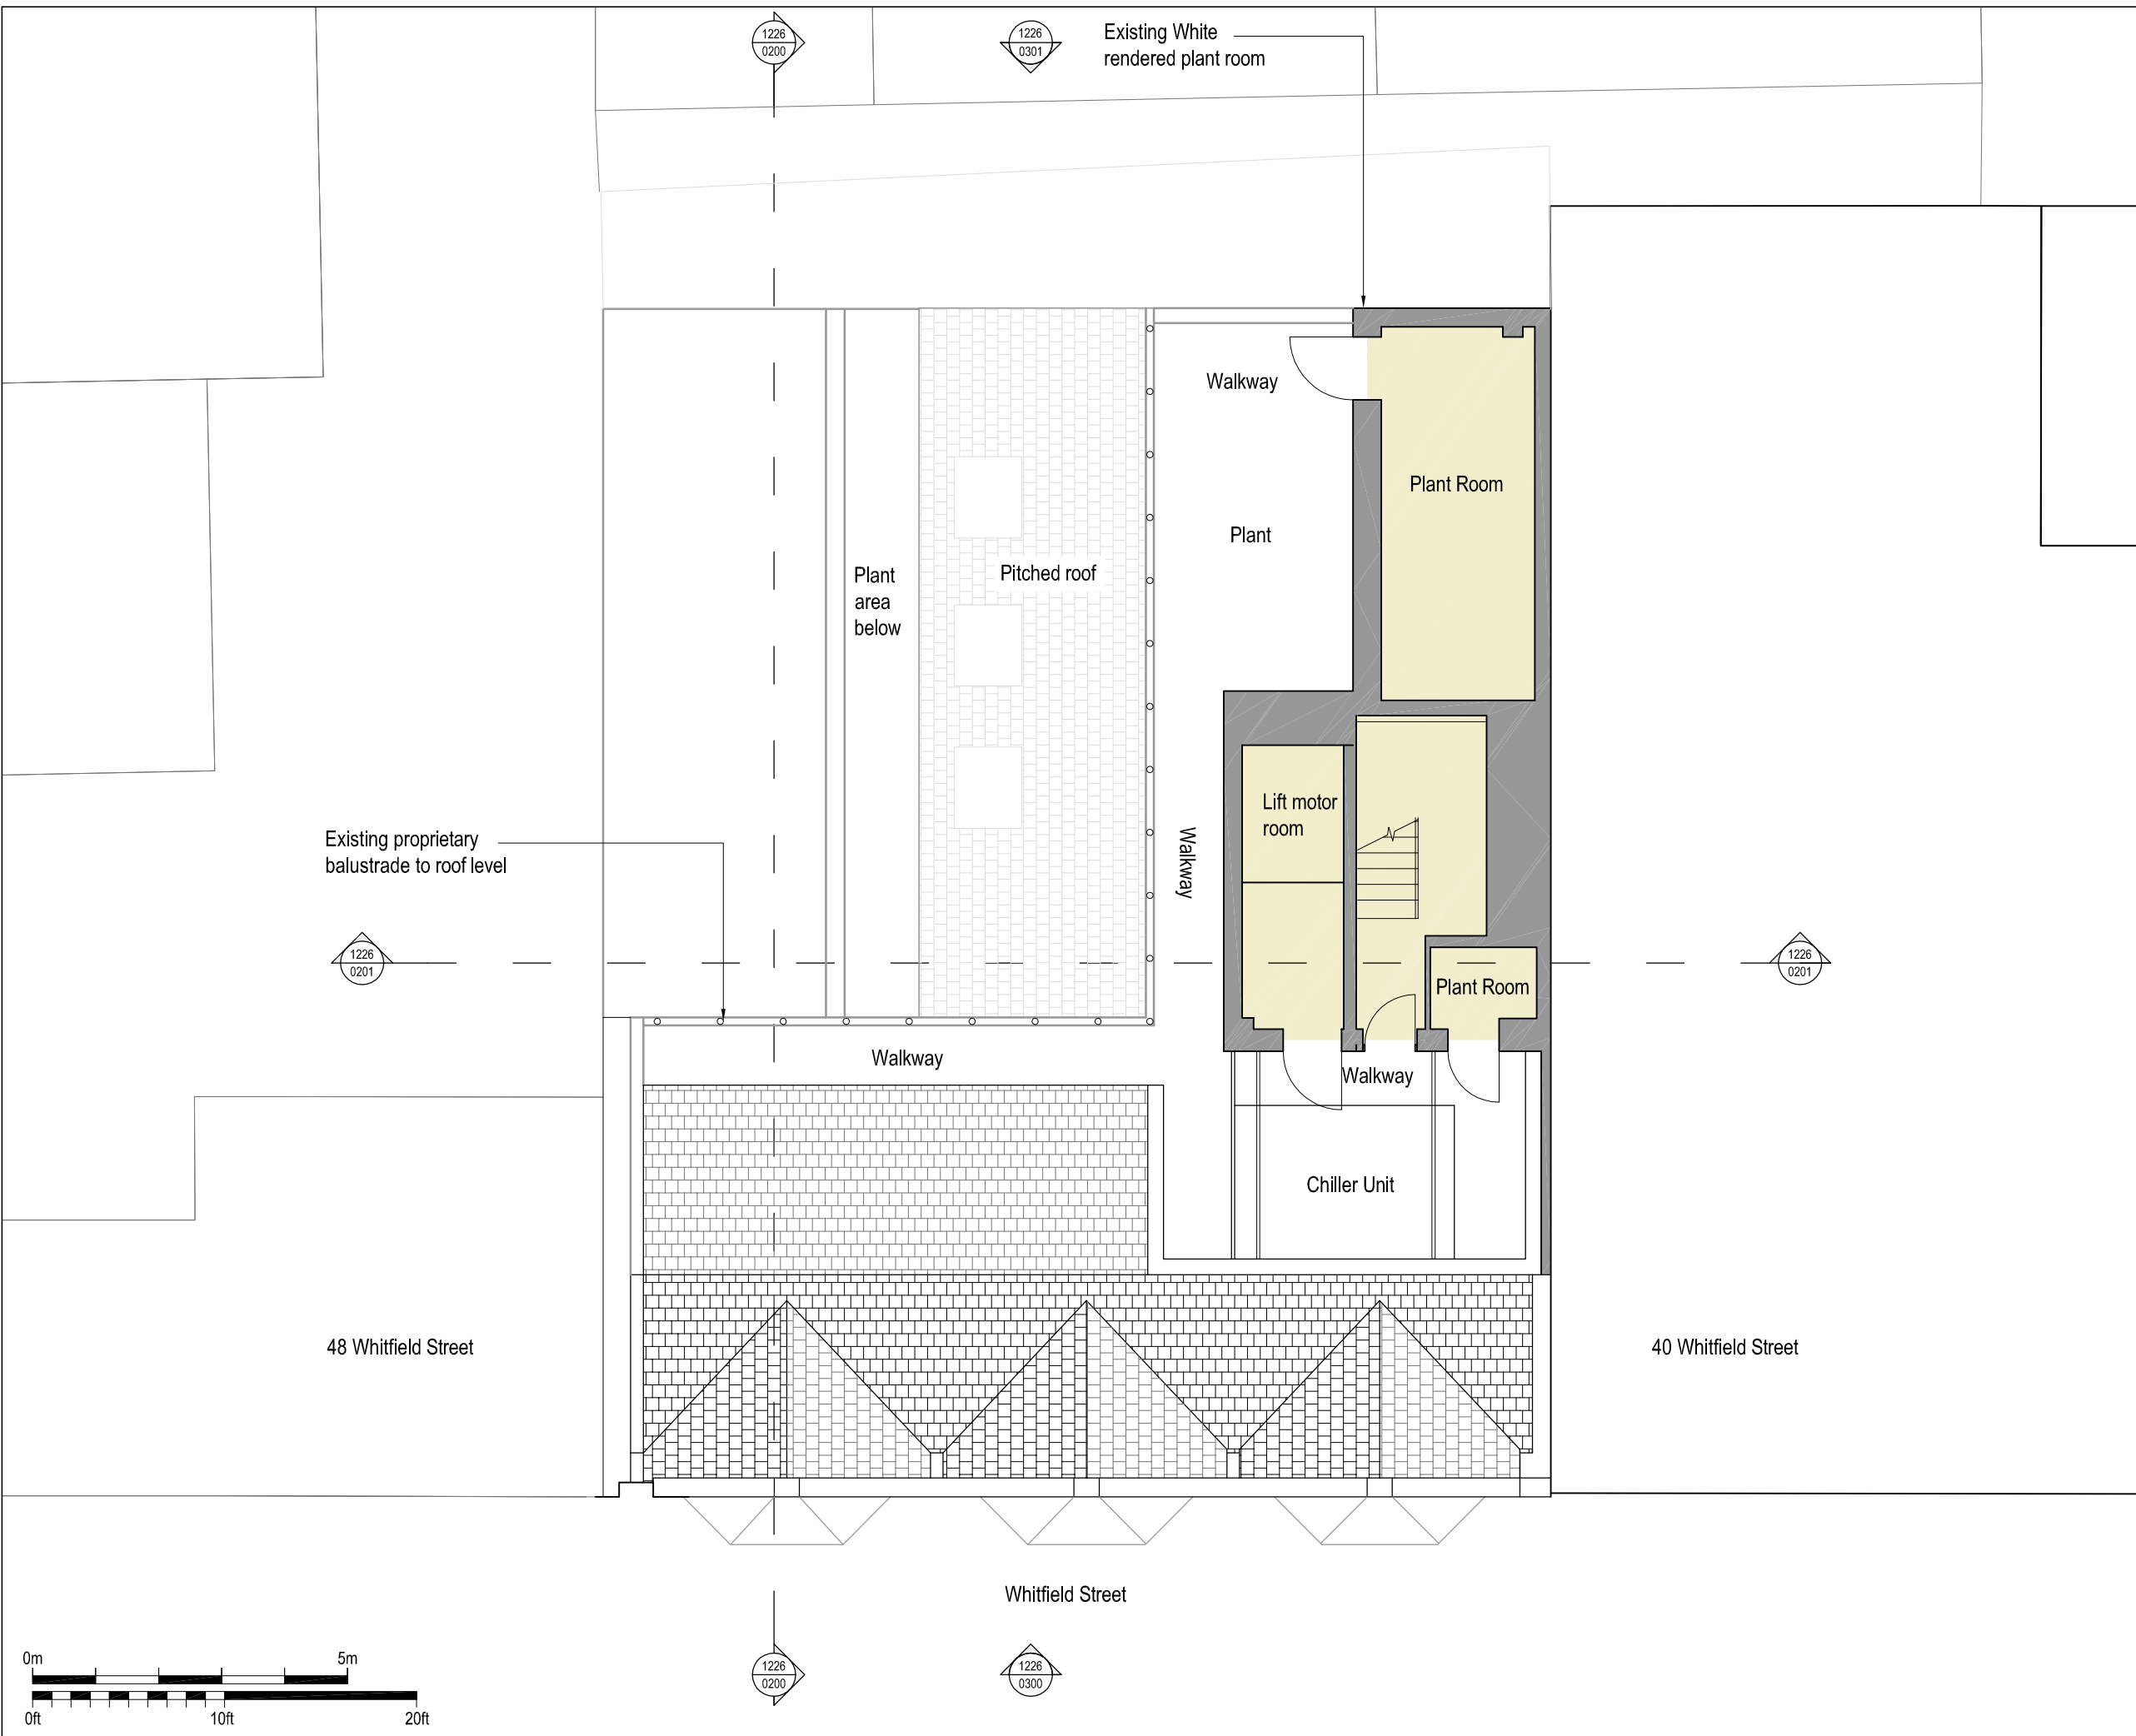 1226
0200
1226
0301
Existing White
rendered plant room
Walkway
Plant Room
Plant
Pitched roof
Plant
area
below
Lift motor
room
Existing proprietary
balustrade to roof level
Walkway
1226
0201
1226
0201
Plant Room
Walkway
Walkway
Chiller Unit
48 Whitfield Street
40 Whitfield Street
Whitfield Street
0m 5m
0ft 10ft 20ft
1226
0200
1226
0300